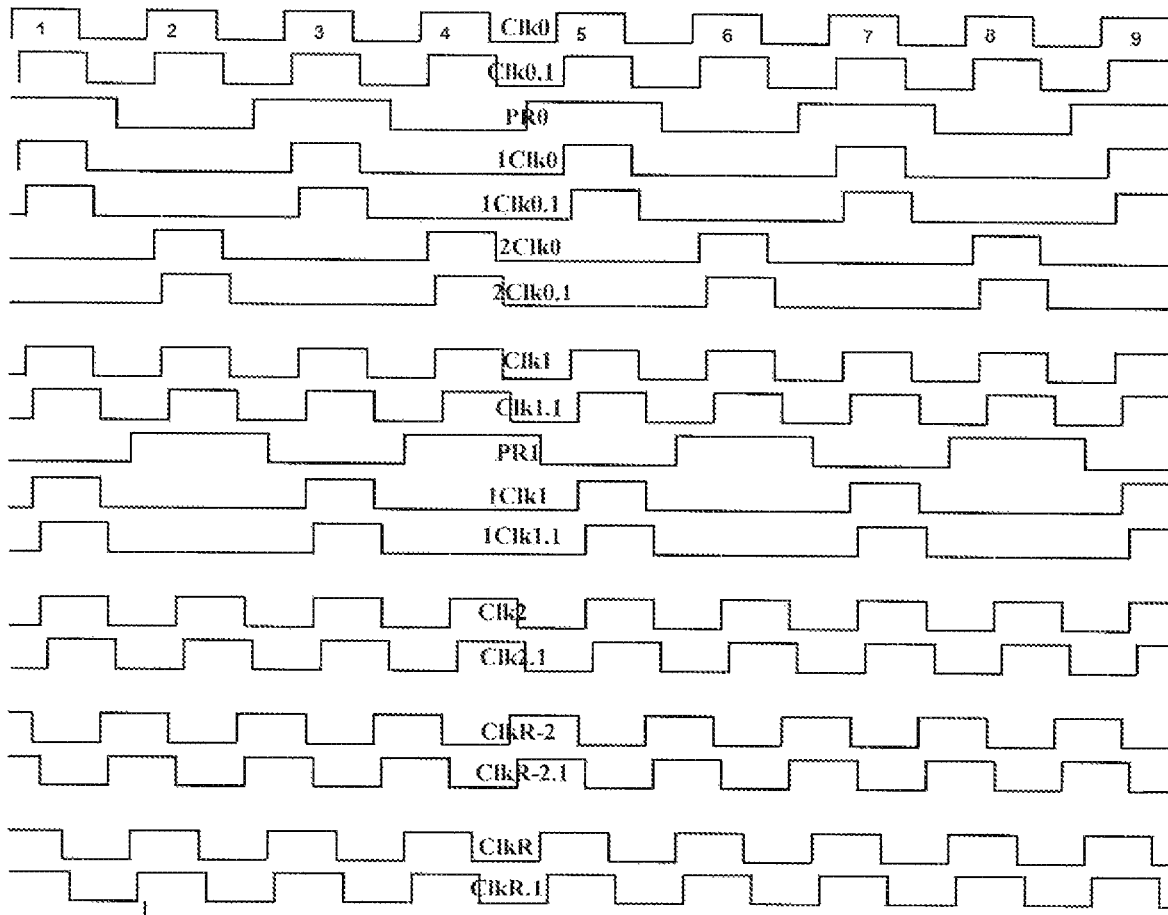 1 2 3 4 Clk0 5 6 7 8 9
Clk0.1
PR0
1Clk0
1Clk0.1
2Clk0
2Clk0.1
Clk1
Clk1.1
PR1
1Clk1
1Clk1.1
Clk2
Clk2.1
ClkR-2
ClkR-2.1
ClkR
ClkR.1